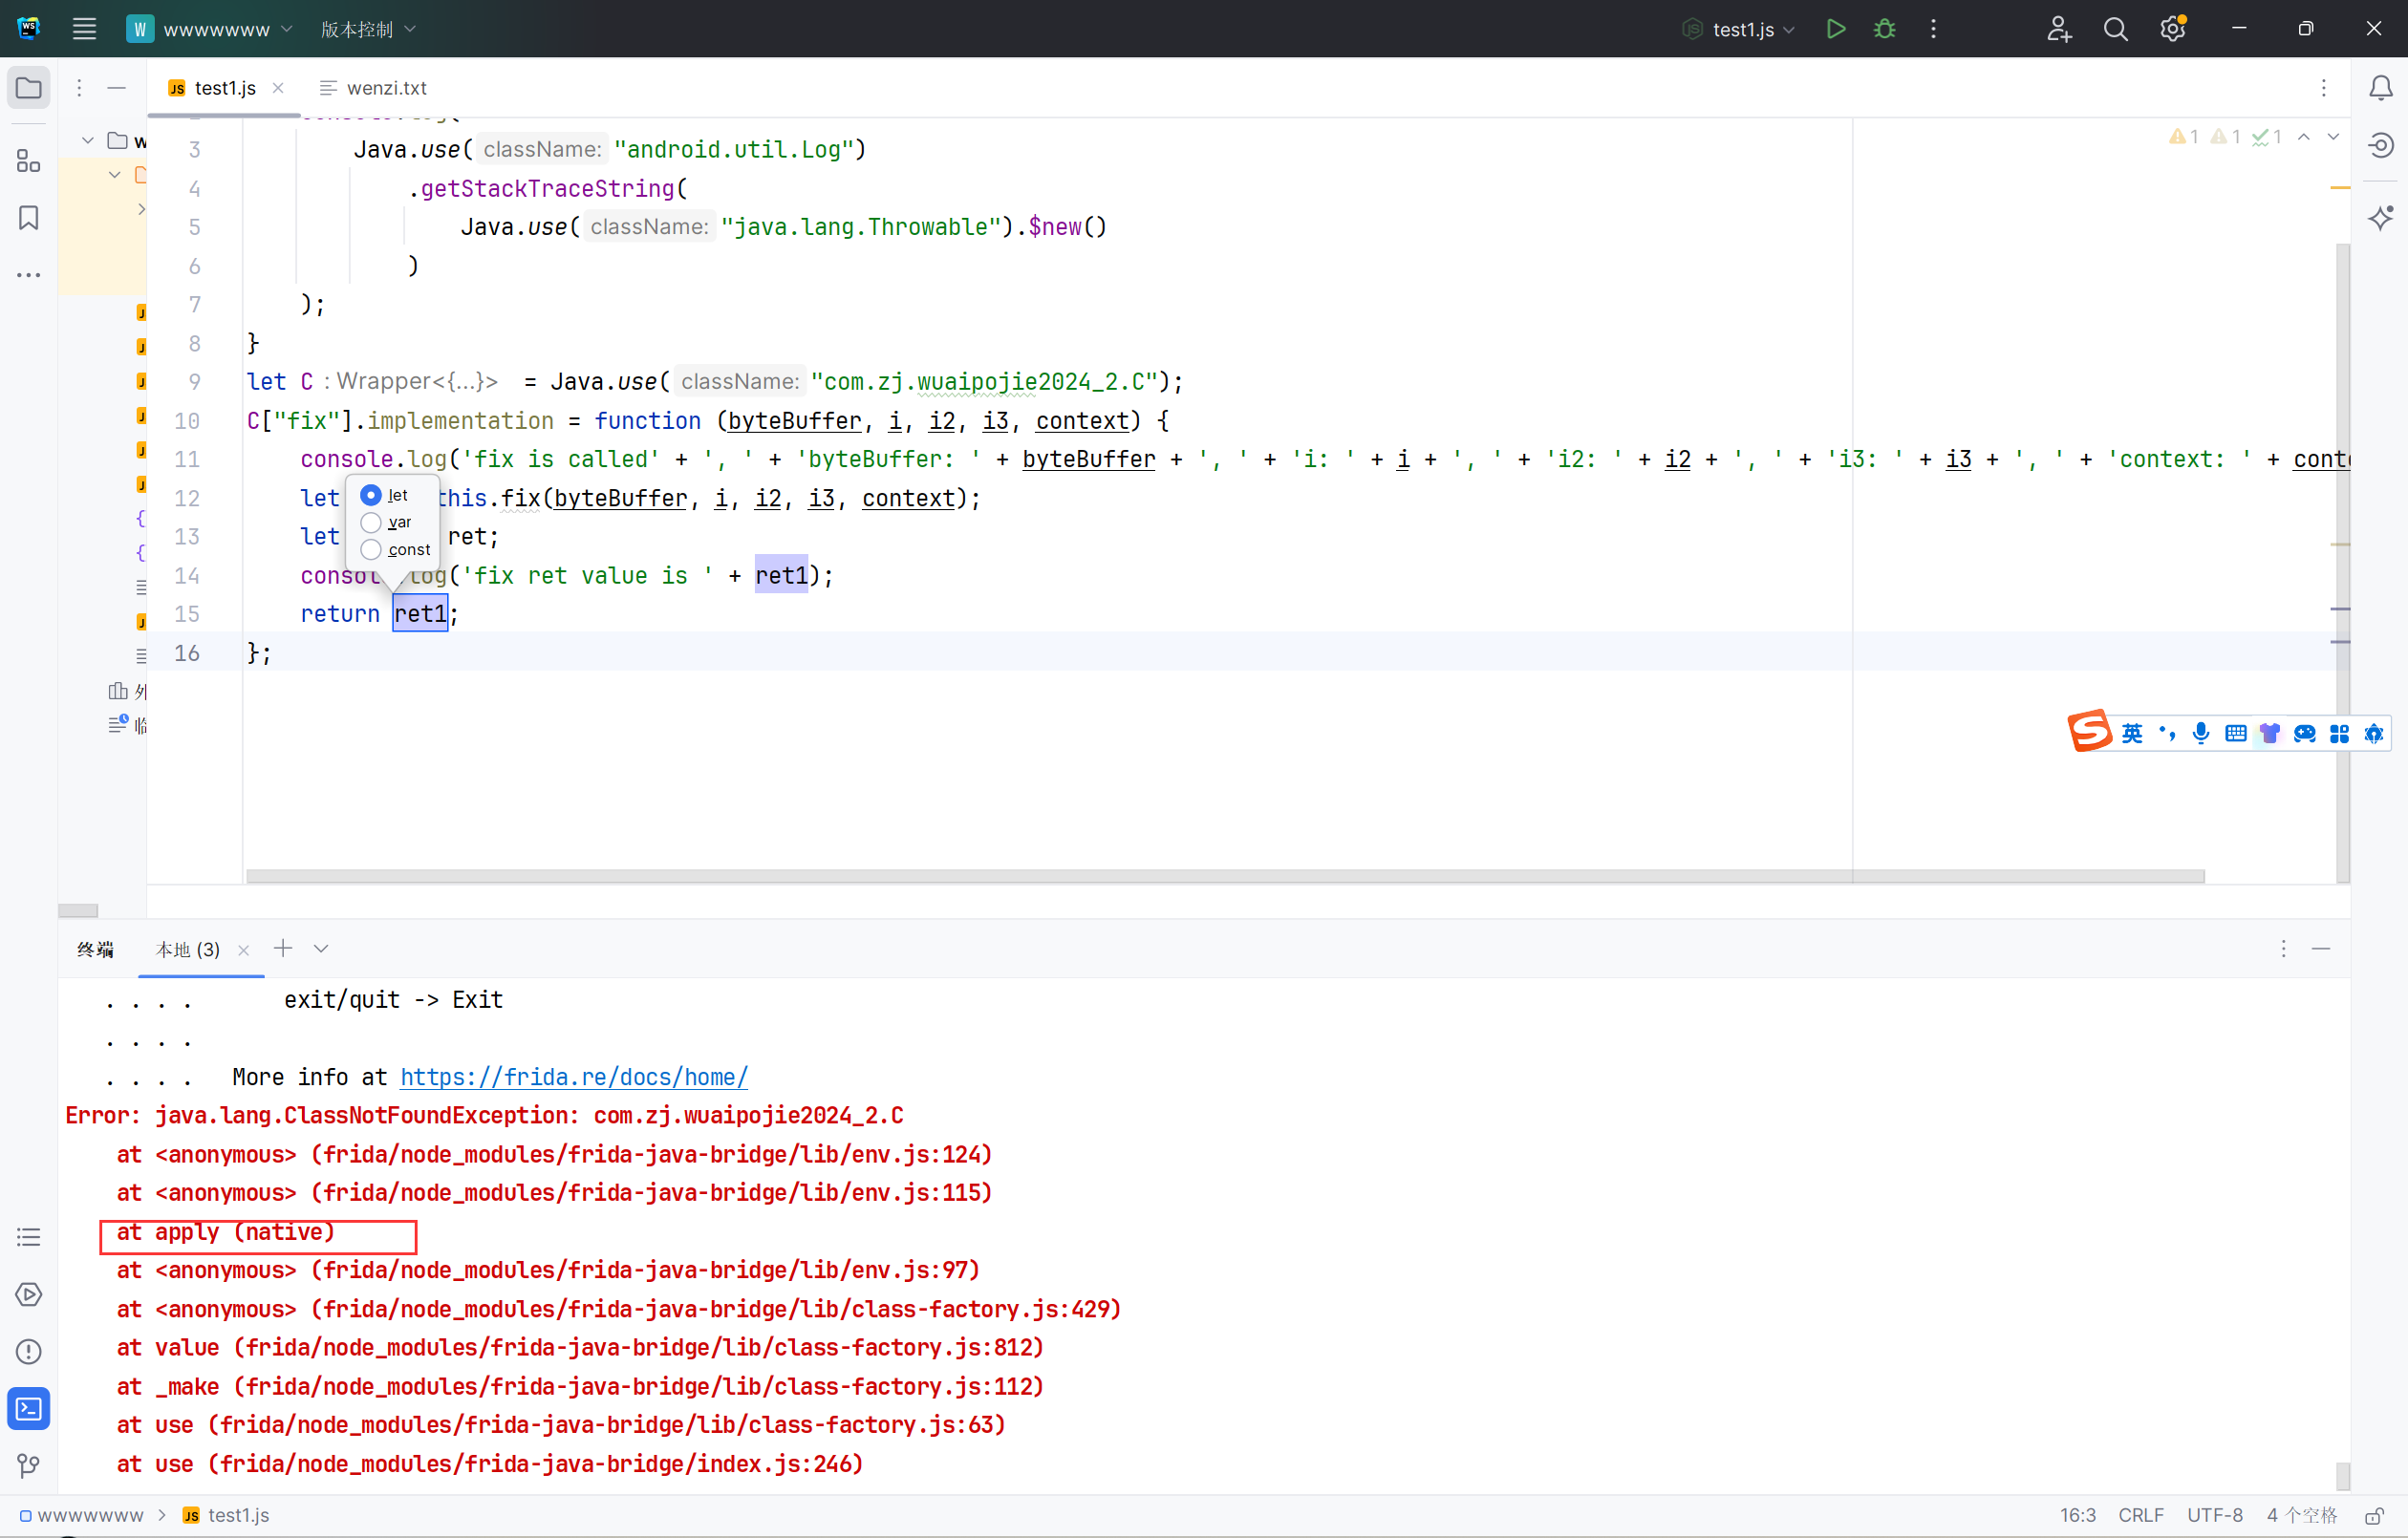 W wwwwwww 版本控制 test1.js
test1.js wenzi.txt
3 Java.use( className: "android.util.Log") 1 1 1
4 .getStackTraceString(
5 Java.use( className: "java.lang.Throwable").$new()
6 )
7 );
8 }
9 let C : Wrapper<{...}> = Java.use( className: "com.zj.wuaipojie2024_2.C");
10 C["fix"].implementation = function (byteBuffer, i, i2, i3, context) {
11 console.log('fix is called' + ', ' + 'byteBuffer: ' + byteBuffer + ', ' + 'i: ' + i + ', ' + 'i2: ' + i2 + ', ' + 'i3: ' + i3 + ', ' + 'context: ' + cont
let
12 let this.fix(byteBuffer, i, i2, i3, context);
var
13 let ret;
const
14 console.log('fix ret value is ' + ret1);
15 return ret1;
16 };
外
临
英
终端 本地 (3)
. . . . exit/quit -> Exit
. . . .
. . . . More info at https://frida.re/docs/home/
Error: java.lang.ClassNotFoundException: com.zj.wuaipojie2024_2.C
at <anonymous> (frida/node_modules/frida-java-bridge/lib/env.js:124)
at <anonymous> (frida/node_modules/frida-java-bridge/lib/env.js:115)
at apply (native)
at <anonymous> (frida/node_modules/frida-java-bridge/lib/env.js:97)
at <anonymous> (frida/node_modules/frida-java-bridge/lib/class-factory.js:429)
at value (frida/node_modules/frida-java-bridge/lib/class-factory.js:812)
at _make (frida/node_modules/frida-java-bridge/lib/class-factory.js:112)
at use (frida/node_modules/frida-java-bridge/lib/class-factory.js:63)
at use (frida/node_modules/frida-java-bridge/index.js:246)
wwwwwww > test1.js 16:3 CRLF UTF-8 4 个空格